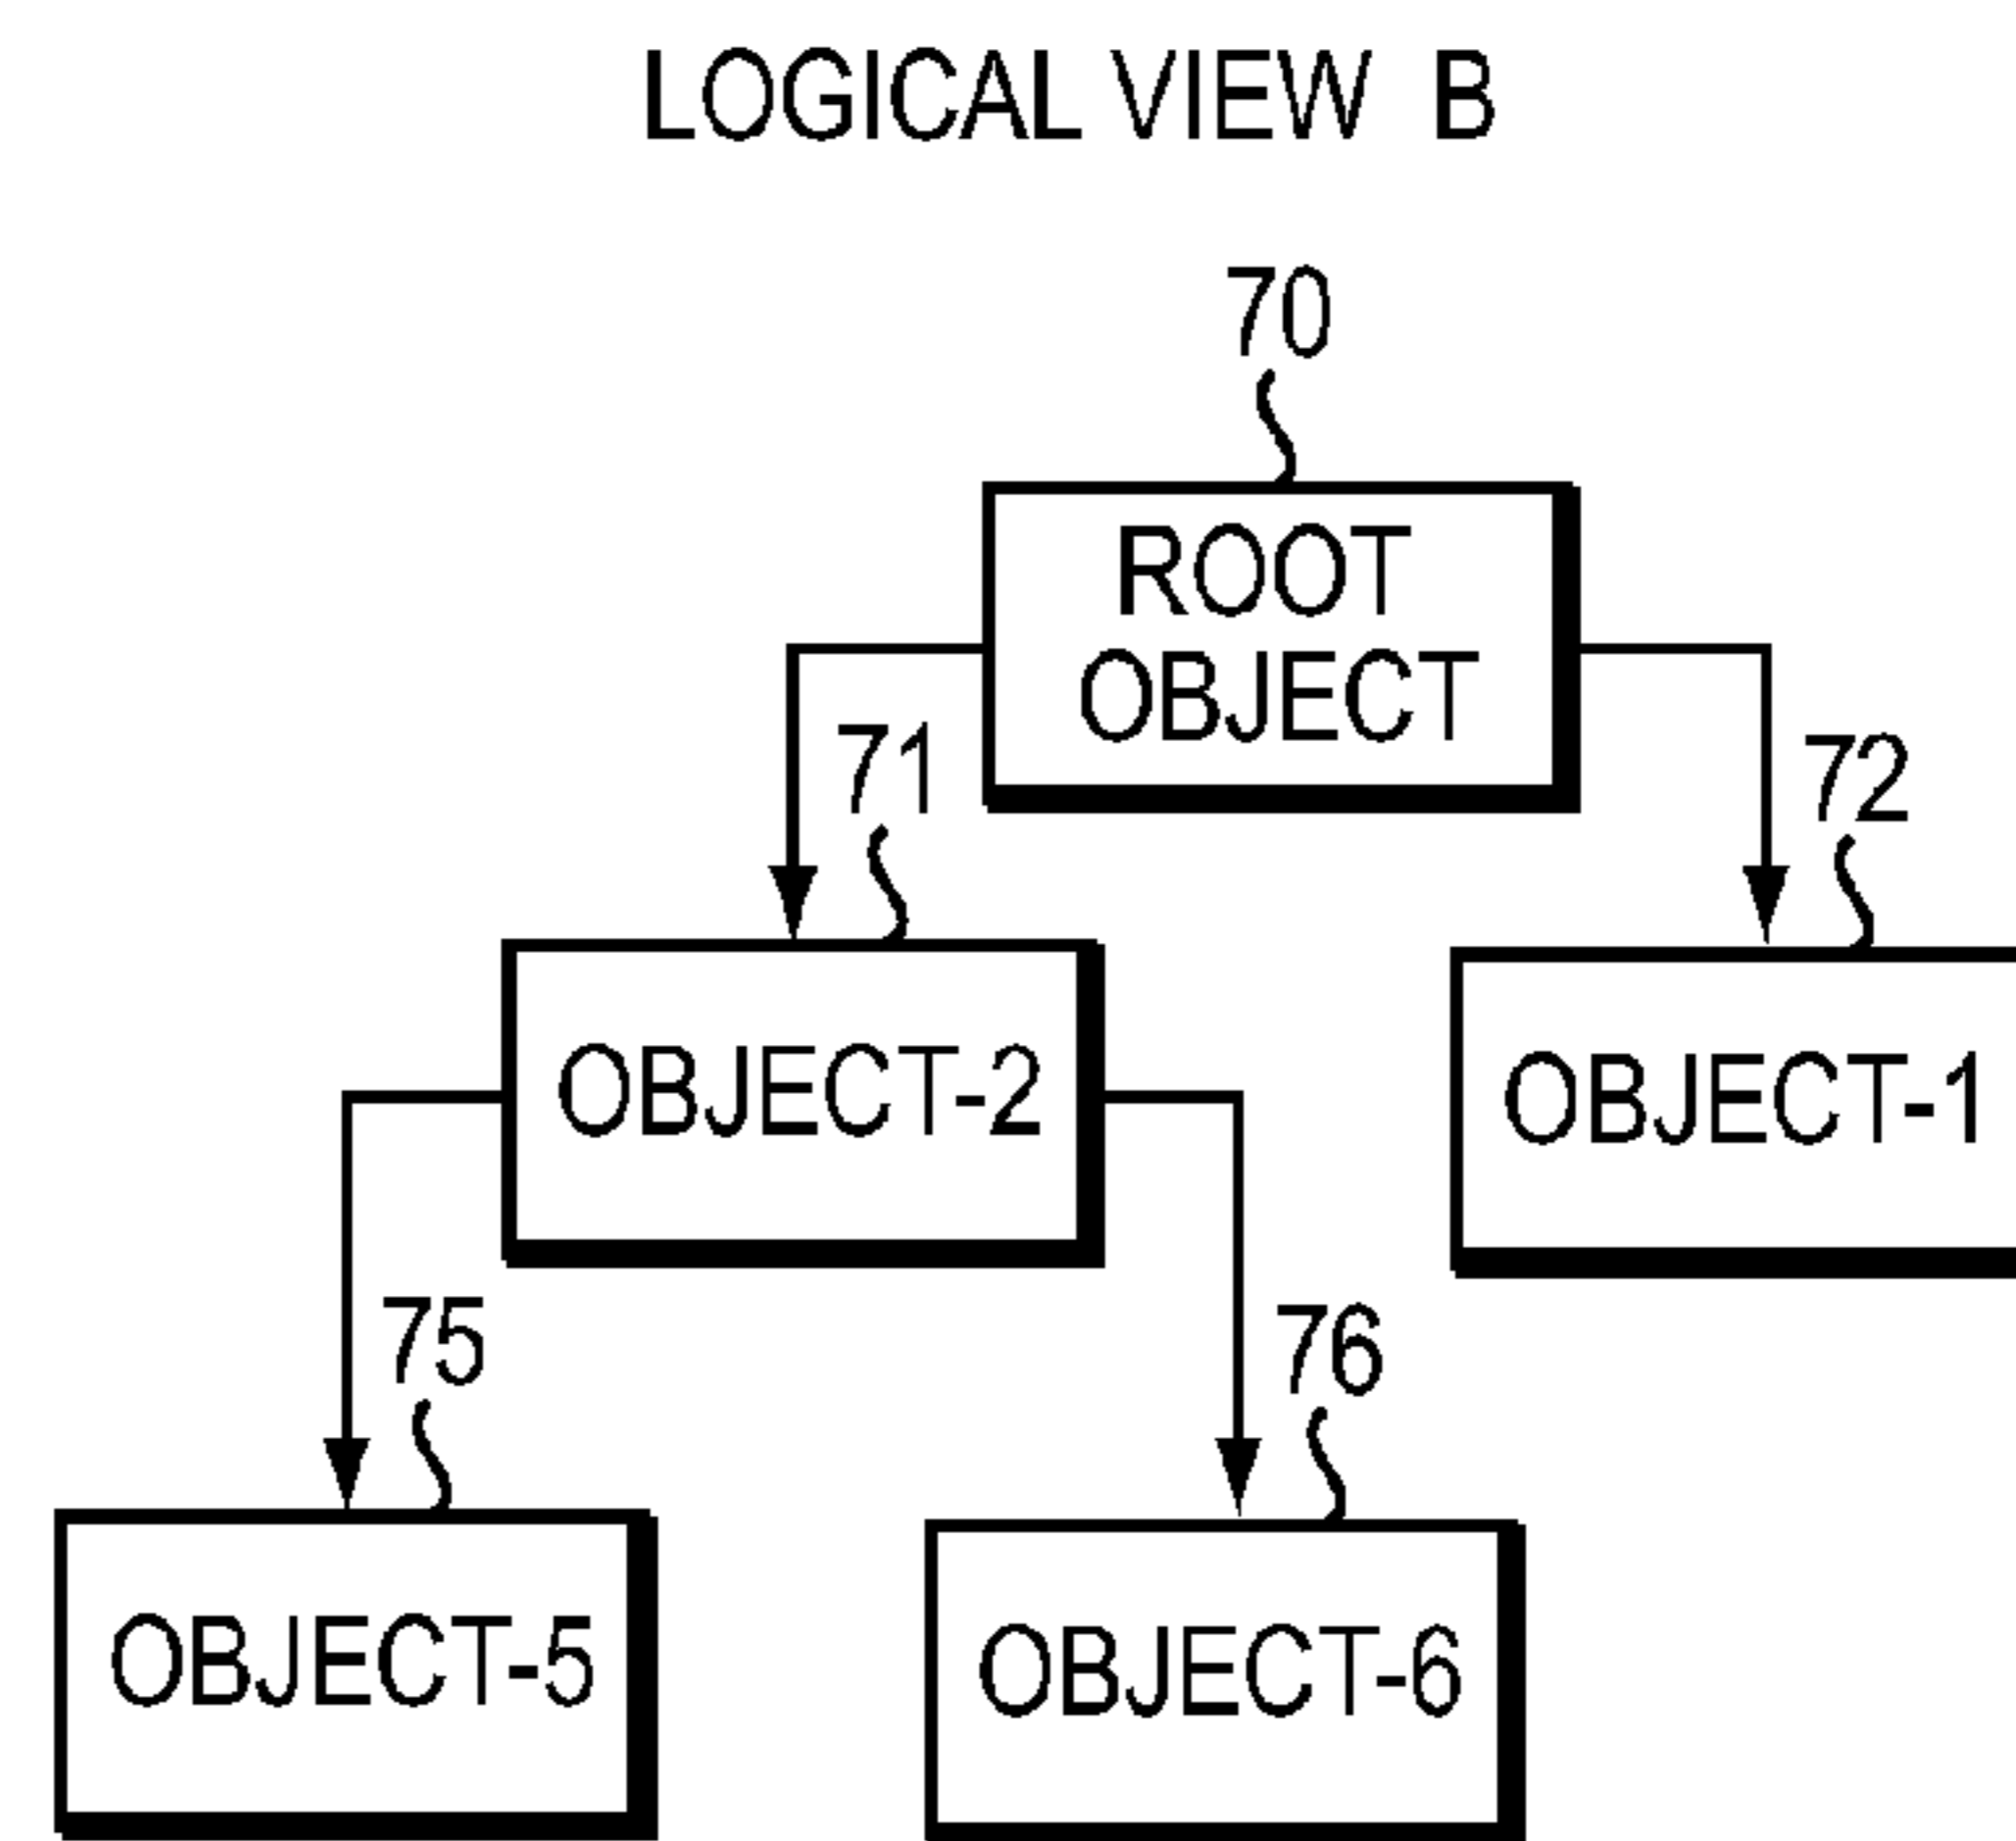 LOGICAL VIEW B
70
ROOT
OBJECT
71
72
OBJECT-2
OBJECT-1
75
76
OBJECT-5
OBJECT-6